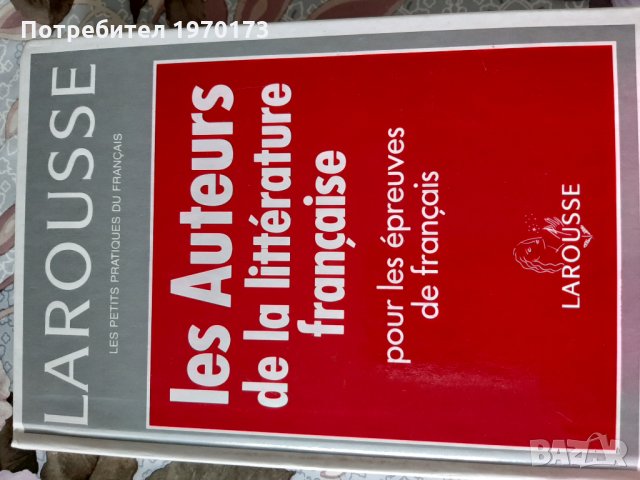 Потребител 1970173
LAROUSSE
LES PETITS PRATIQUES DU FRANÇAIS
les Auteurs
de la littérature
française
pour les épreuves
de français
LAROUSSE
BAZAR